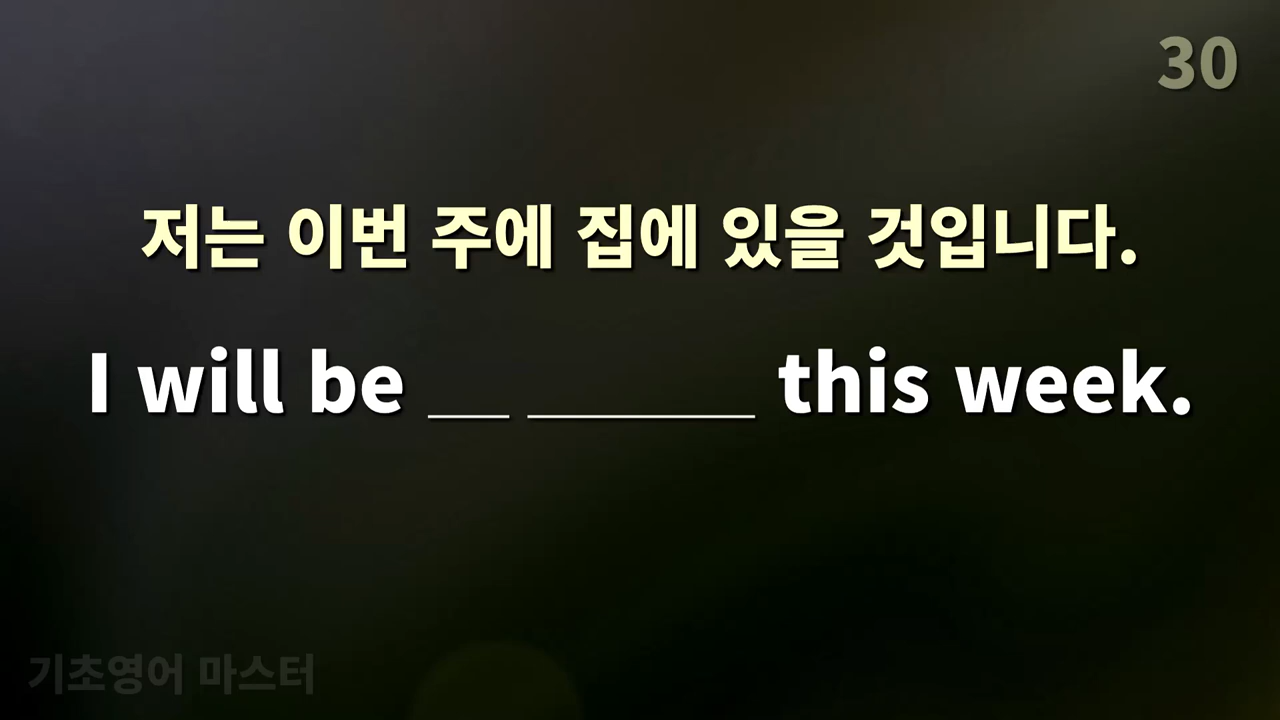 30
저는 이번 주에 집에 있을 것입니다.
I will be __ ______ this week.
기초영어 마스터